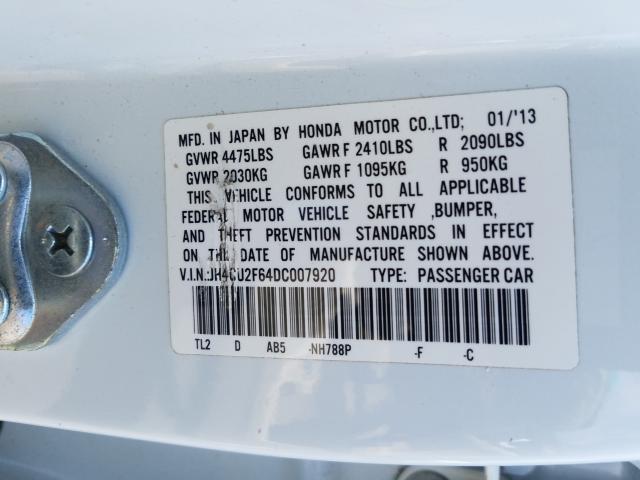 MFD. IN JAPAN BY HONDA MOTOR CO.,LTD; 01/'13
GVWR 4475LBS GAWR F 2410LBS R 2090LBS
GVWR 2030KG GAWR F 1095KG R 950KG
THIS VEHICLE CONFORMS TO ALL APPLICABLE
FEDERAL MOTOR VEHICLE SAFETY ,BUMPER,
AND THEFT PREVENTION STANDARDS IN EFFECT
ON THE DATE OF MANUFACTURE SHOWN ABOVE.
V.I.N.:JH4CU2F64DC007920 TYPE: PASSENGER CAR
TL2 D AB5 -NH788P -F -C